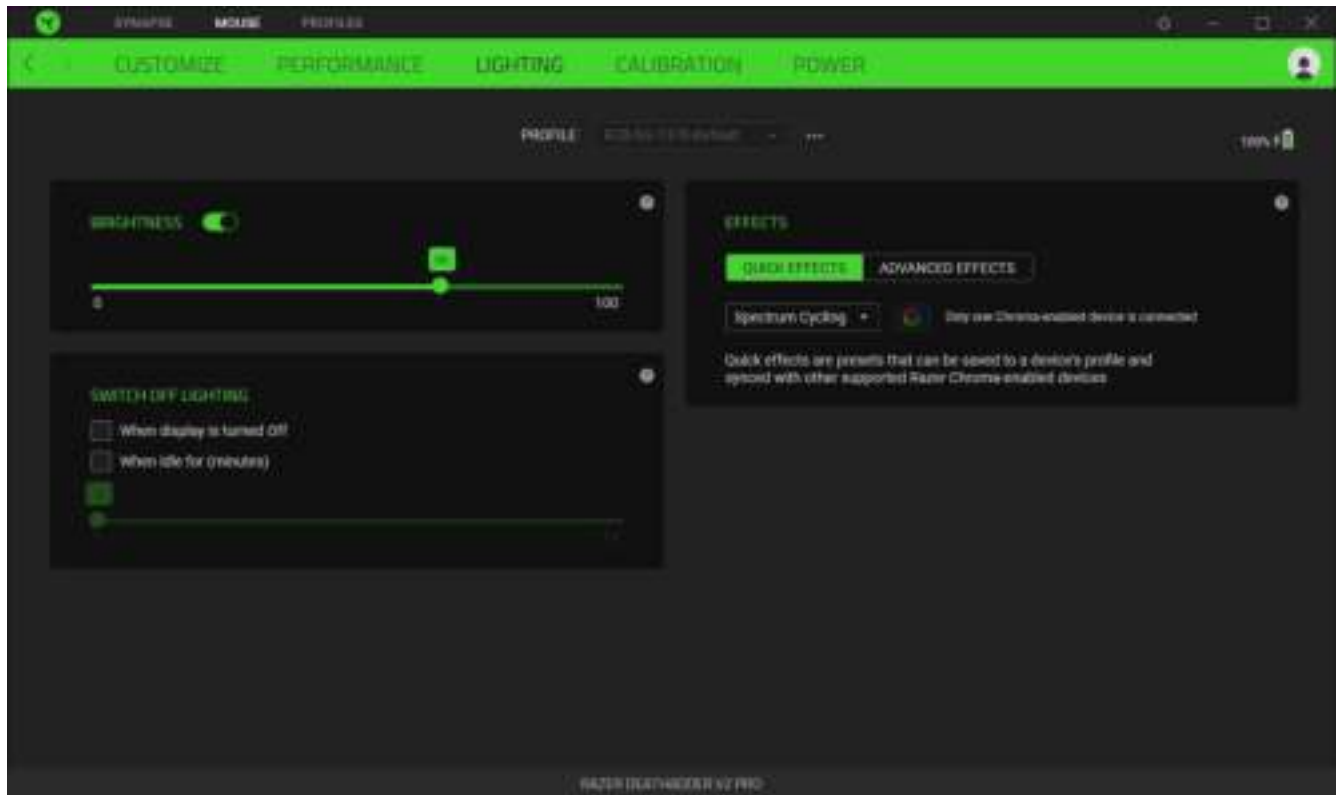 SYNAPSE MOUSE PROFILES
CUSTOMIZE PERFORMANCE LIGHTING CALIBRATION POWER
PROFILE
100%
BRIGHTNESS
0 100
SWITCH OFF LIGHTING
When display is turned Off
When idle for (minutes)
EFFECTS
QUICK EFFECTS ADVANCED EFFECTS
Spectrum Cycling Only one Chroma-enabled device is connected
Quick effects are presets that can be saved to a device's profile and
synced with other supported Razer Chroma-enabled devices
RAZER DEATHADDER V2 PRO